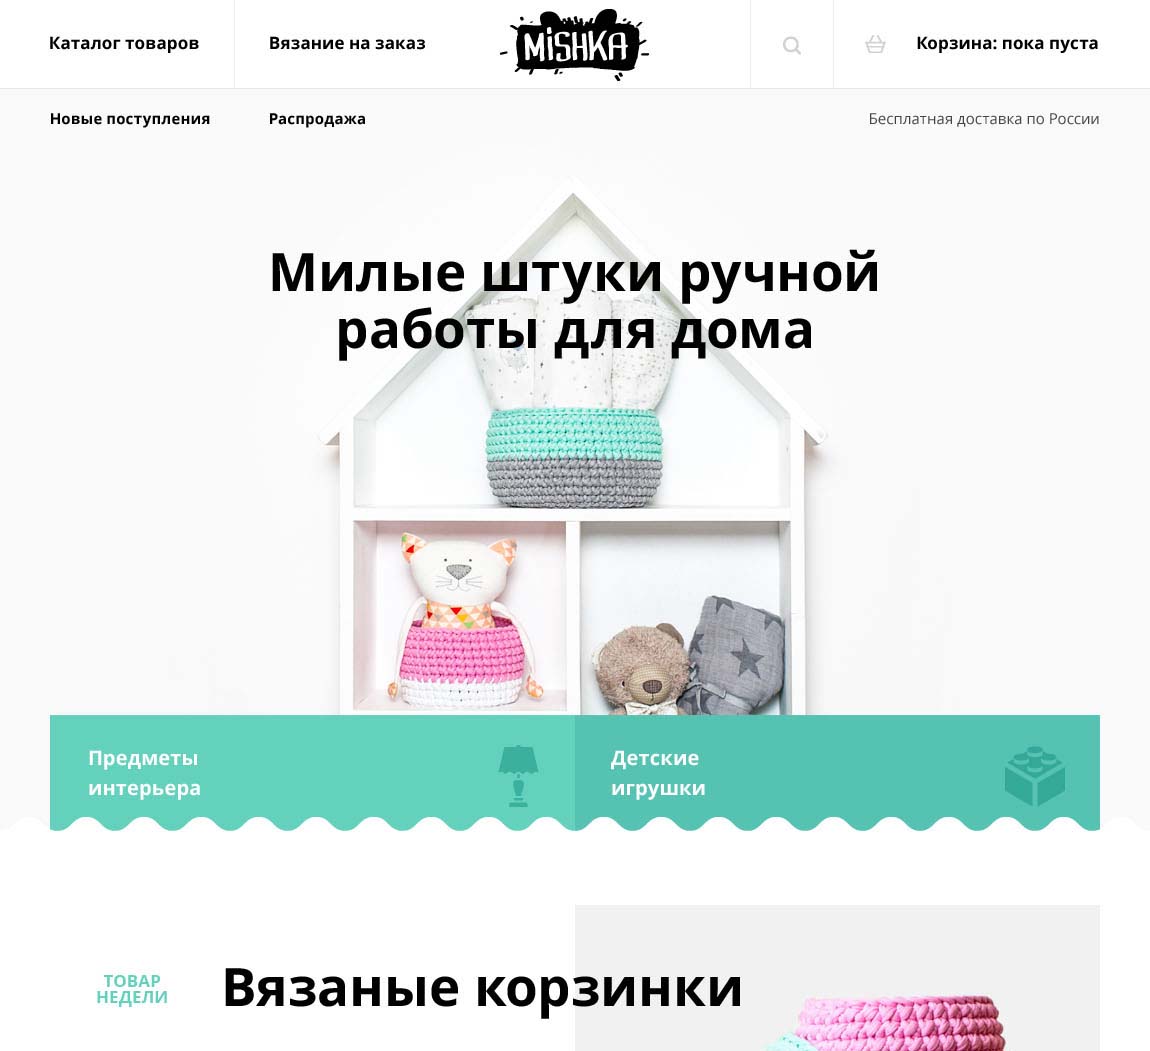 Каталог товаров
Вязание на заказ
MiSHKA
Корзина: пока пуста
Новые поступления
Распродажа
Бесплатная доставка по России
Милые штуки ручной
работы для дома
Предметы
интерьера
Детские
игрушки
ТОВАР
НЕДЕЛИ
Вязаные корзинки